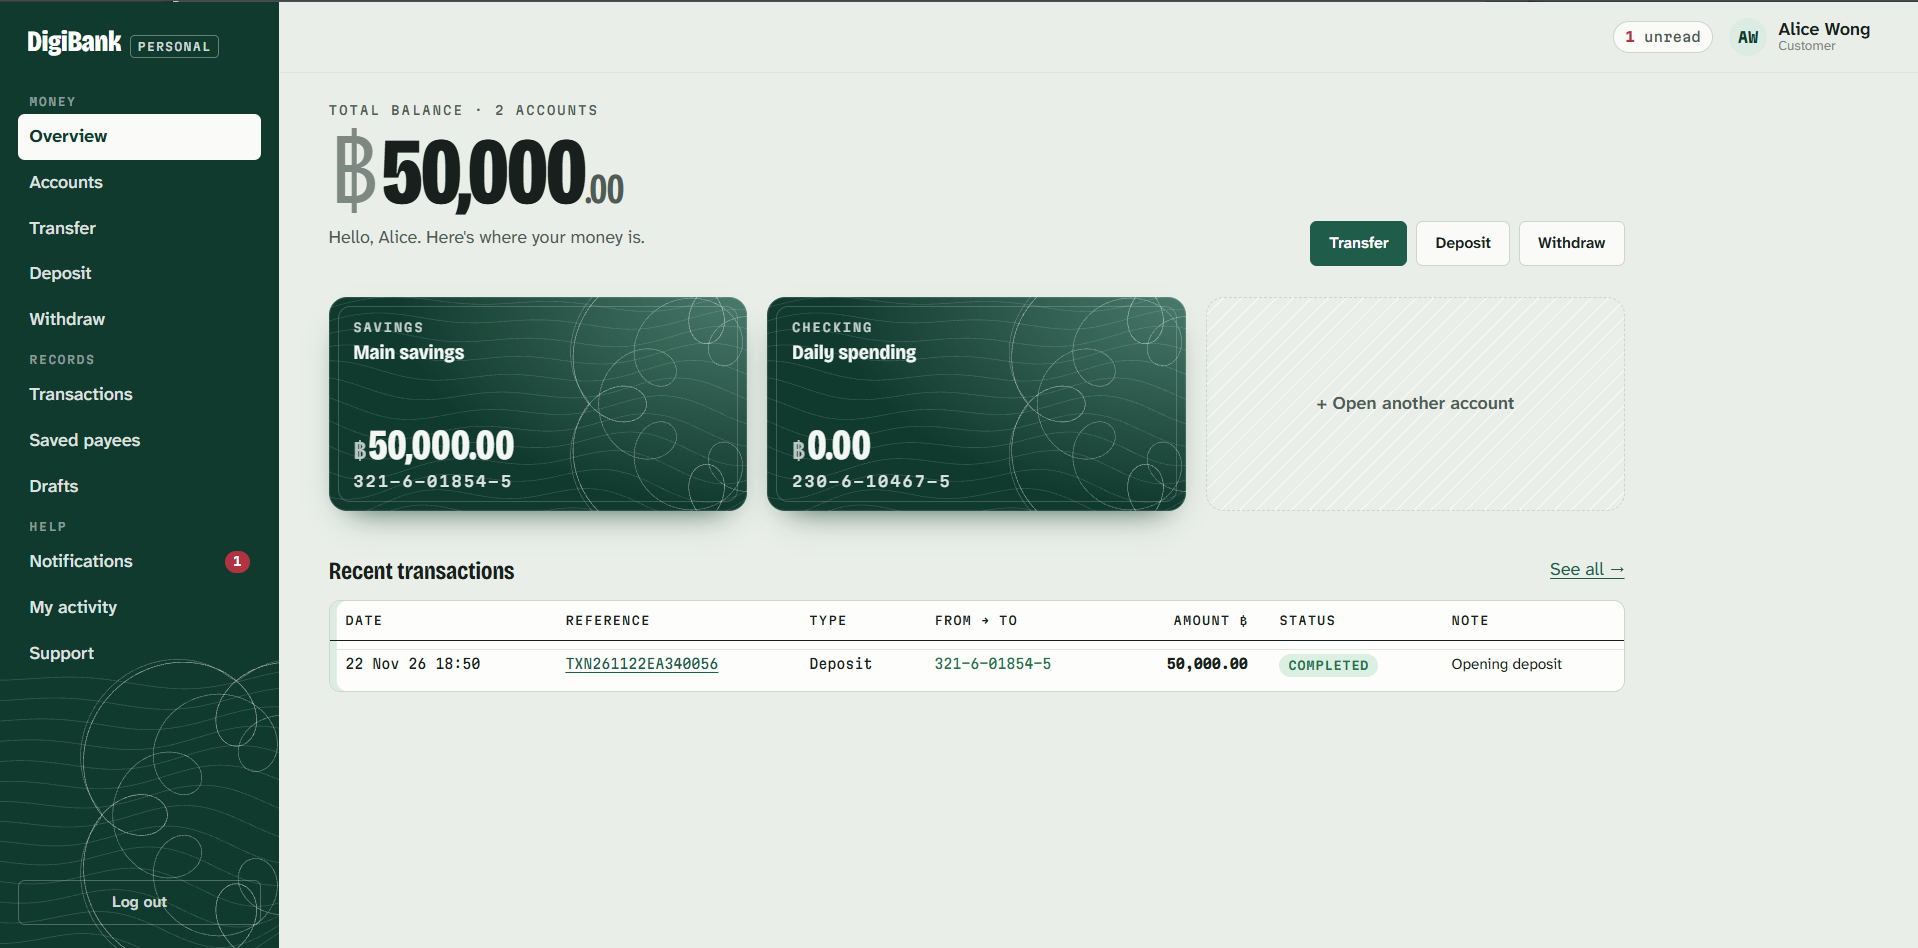 DigiBank PERSONAL
1 unread
AW
Alice Wong
Customer
MONEY
Overview
Accounts
Transfer
Deposit
Withdraw
RECORDS
Transactions
Saved payees
Drafts
HELP
Notifications 1
My activity
Support
Log out
TOTAL BALANCE · 2 ACCOUNTS
฿50,000.00
Hello, Alice. Here's where your money is.
Transfer Deposit Withdraw
SAVINGS
Main savings
฿50,000.00
321-6-01854-5
CHECKING
Daily spending
฿0.00
230-6-10467-5
+ Open another account
Recent transactions
See all →
DATE REFERENCE TYPE FROM → TO AMOUNT ฿ STATUS NOTE
22 Nov 26 18:50 TXN261122EA340056 Deposit 321-6-01854-5 50,000.00 COMPLETED Opening deposit